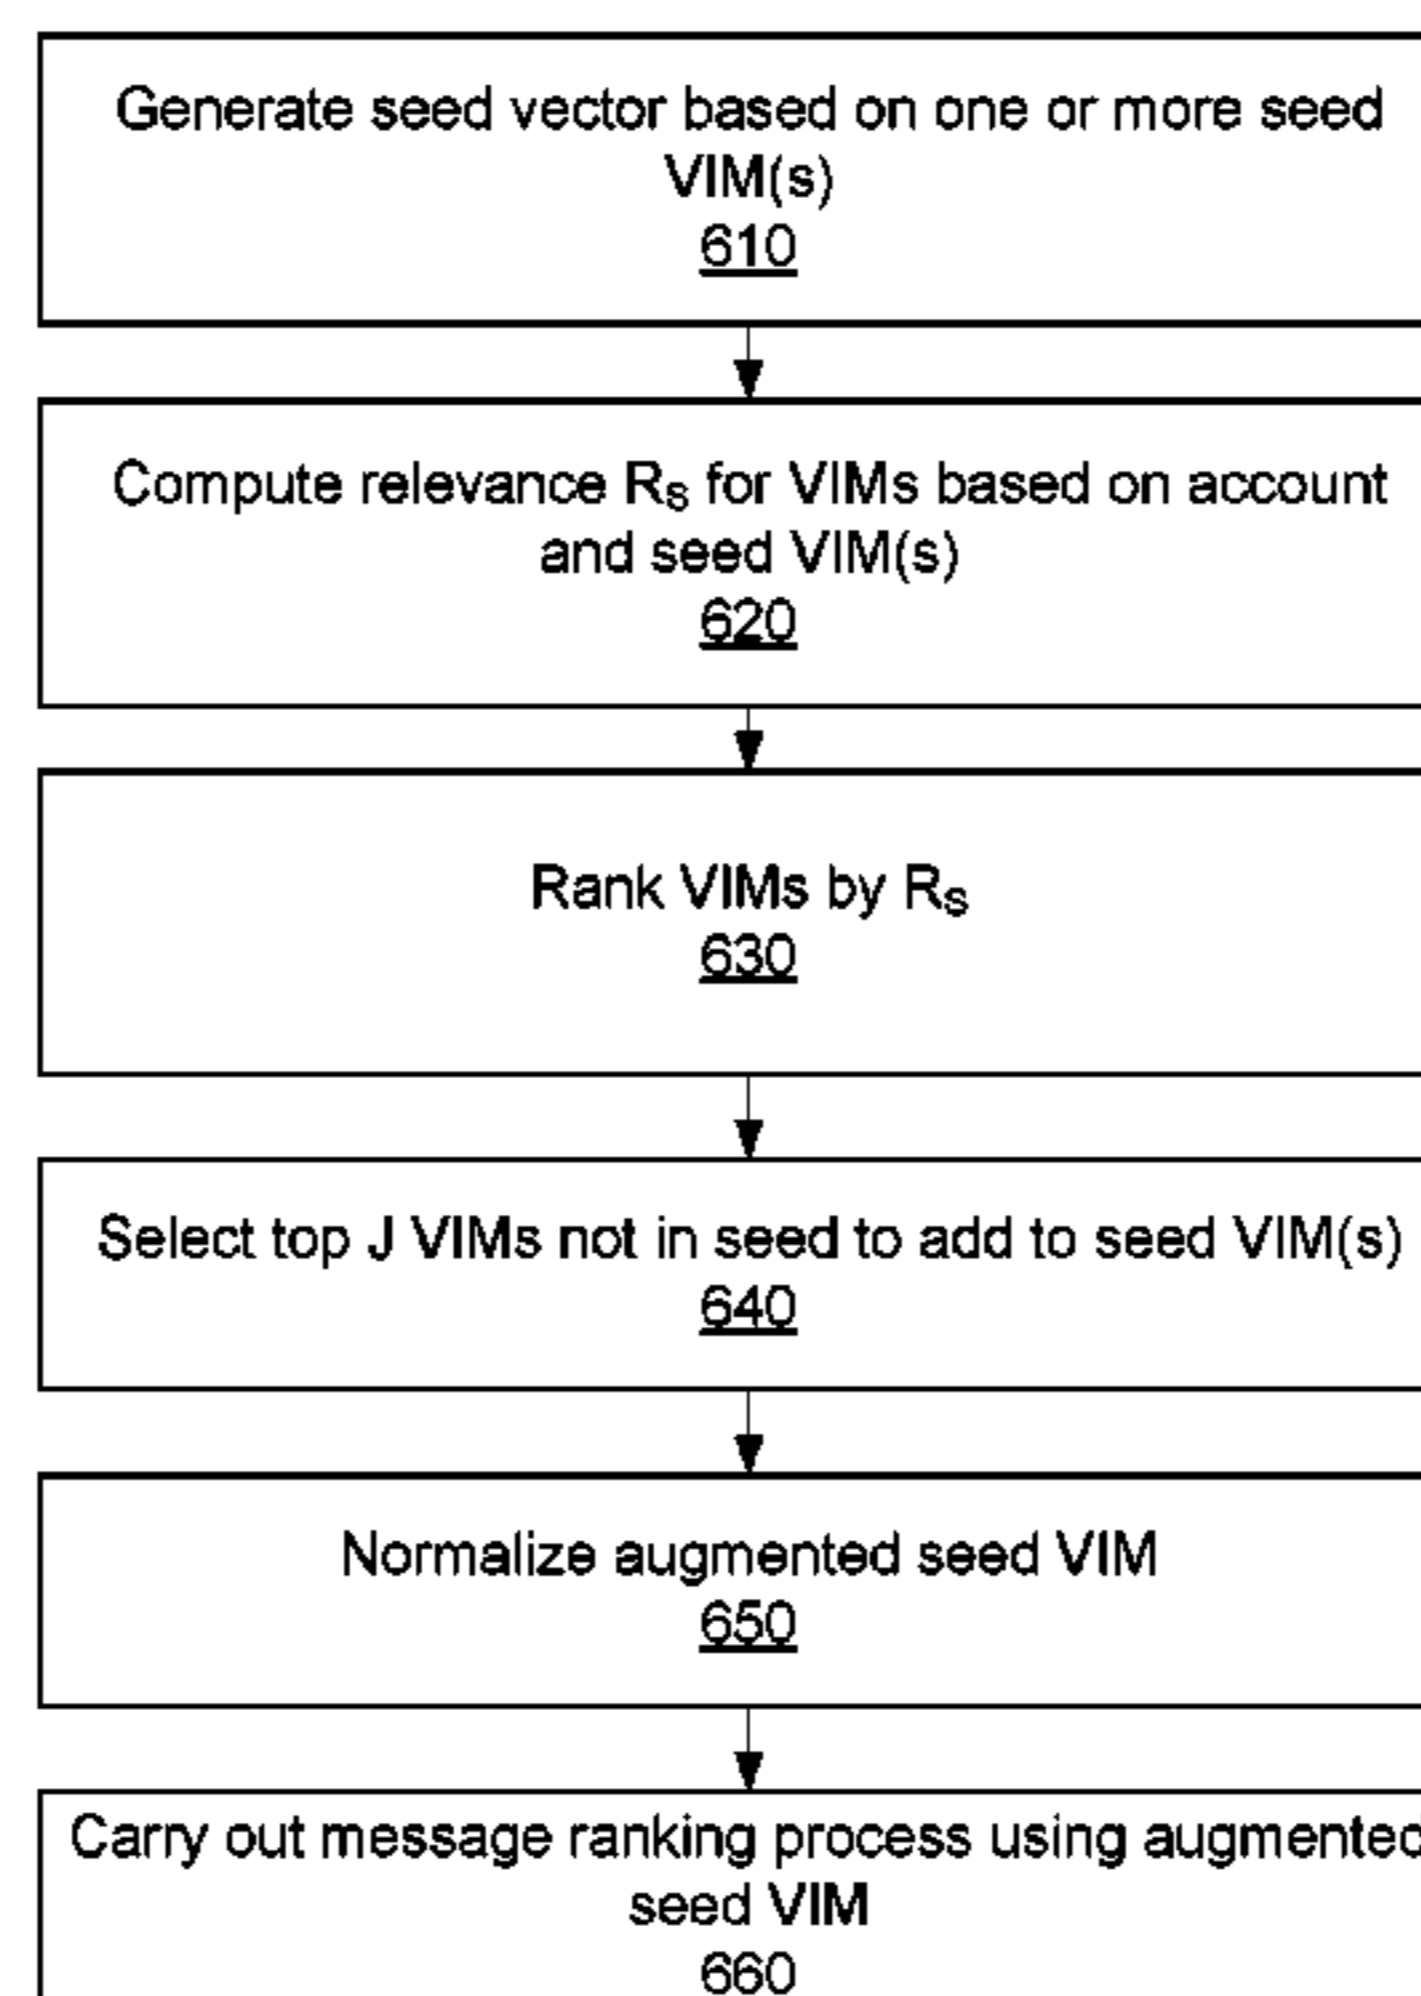 Generate seed vector based on one or more seed
VIM(s)
610
Compute relevance RS for VIMs based on account
and seed VIM(s)
620
Rank VIMs by RS
630
Select top J VIMs not in seed to add to seed VIM(s)
640
Normalize augmented seed VIM
650
Carry out message ranking process using augmented
seed VIM
660